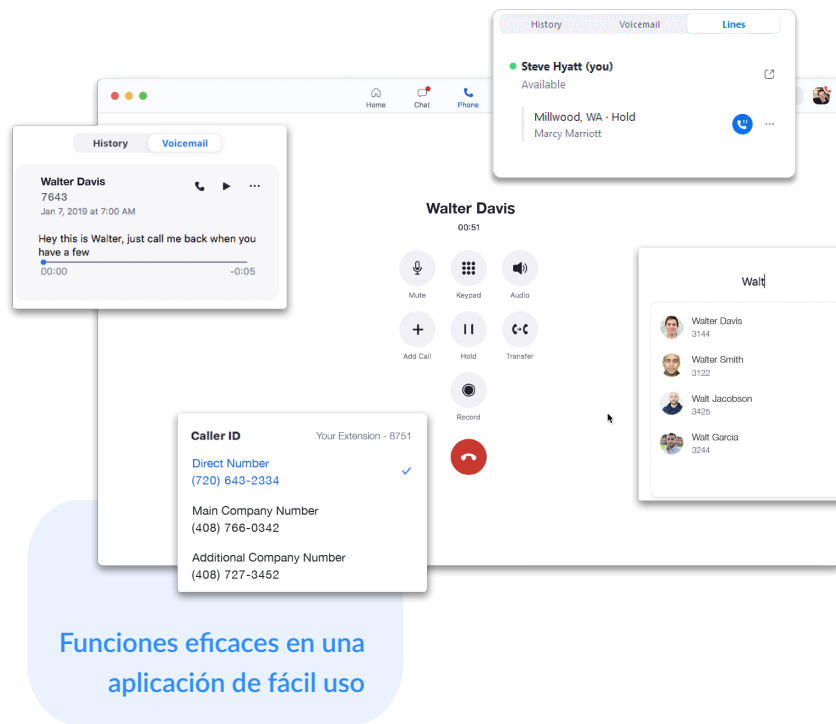 History Voicemail Lines
Steve Hyatt (you)
Available
Millwood, WA - Hold
Marcy Marriott
Home Chat Phone
History Voicemail
Walter Davis
7643
Jan 7, 2019 at 7:00 AM
Hey this is Walter, just call me back when you
have a few
00:00 -0:05
Walter Davis
00:51
Mute Keypad Audio
Add Call Hold Transfer
Record
Walt
Walter Davis
3144
Walter Smith
3122
Walt Jacobson
3425
Walt Garcia
3244
Caller ID Your Extension - 8751
Direct Number
(720) 643-2334
Main Company Number
(408) 766-0342
Additional Company Number
(408) 727-3452
Funciones eficaces en una
aplicación de fácil uso